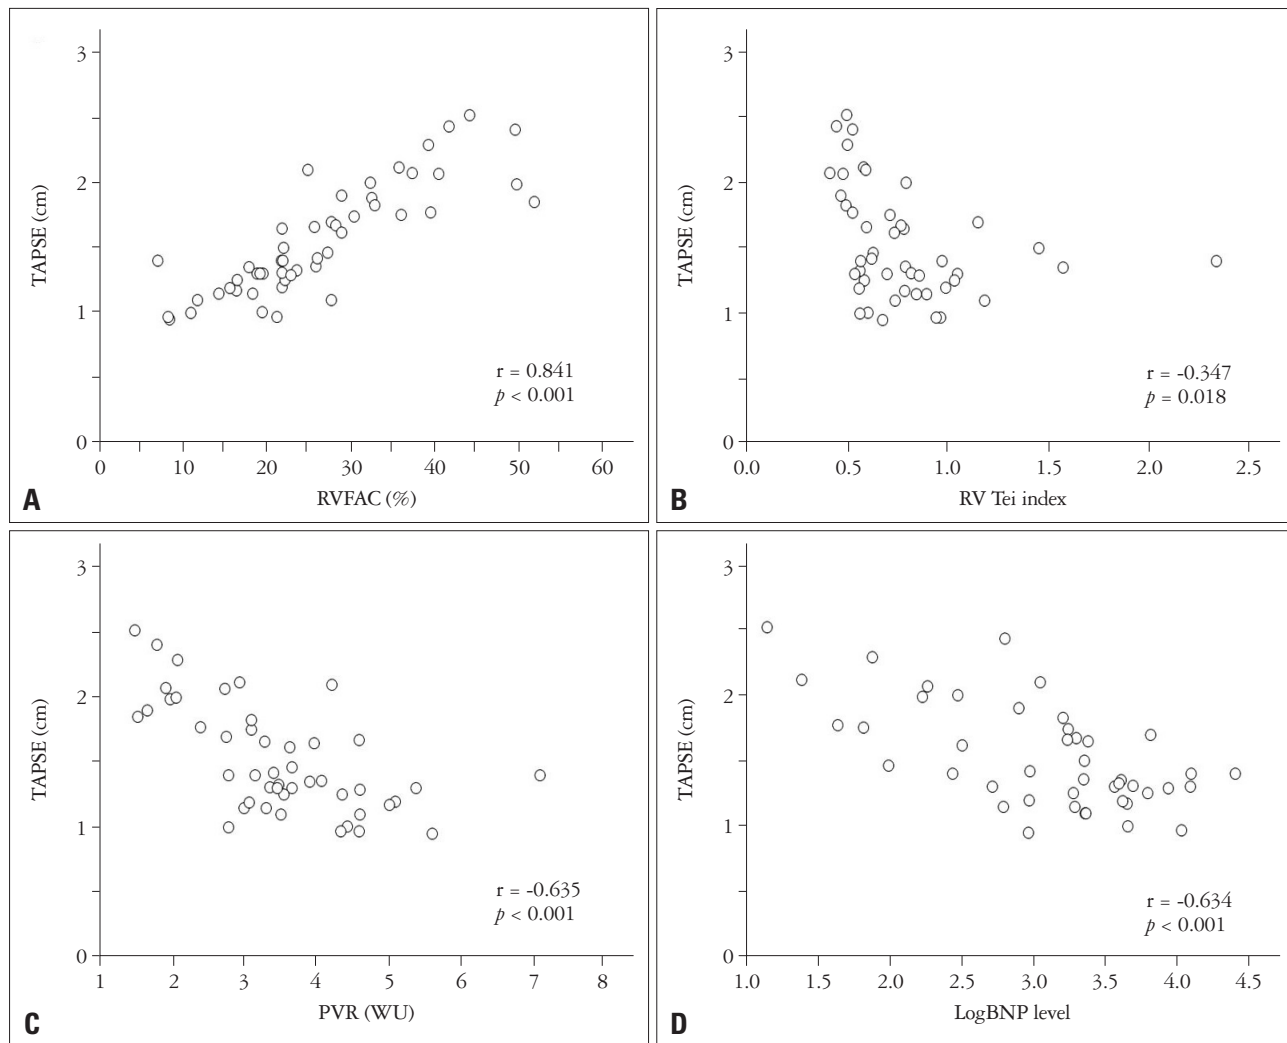 3
2
1
0
TAPSE (cm)
r = 0.841
p < 0.001
0 10 20 30 40 50 60
RVFAC (%)
A
3
2
1
0
TAPSE (cm)
r = -0.347
p = 0.018
0.0 0.5 1.0 1.5 2.0 2.5
RV Tei index
B
3
2
1
0
TAPSE (cm)
r = -0.635
p < 0.001
1 2 3 4 5 6 7 8
PVR (WU)
C
3
2
1
0
TAPSE (cm)
r = -0.634
p < 0.001
1.0 1.5 2.0 2.5 3.0 3.5 4.0 4.5
LogBNP level
D